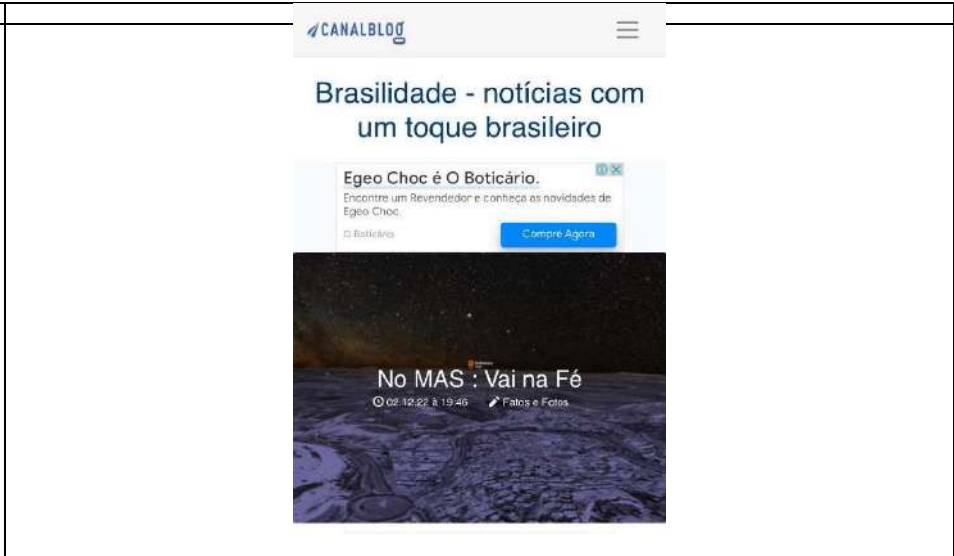 CANALBLOG
Brasilidade - notícias com
um toque brasileiro
Egeo Choc é O Boticário.
Encontre um Revendedor e conheça as novidades de
Egeo Choc.
O Boticário
Compre Agora
No MAS : Vai na Fé
02.12.22 à 19:46 Fatos e Fotos